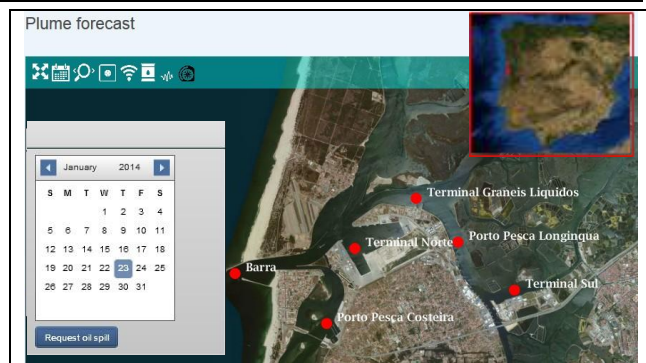 Plume forecast
January 2014
S M T W T F S
1 2 3 4
5 6 7 8 9 10 11
12 13 14 15 16 17 18
19 20 21 22 23 24 25
26 27 28 29 30 31
Request oil spill
Terminal Graneis Liquidos
Terminal Norte
Porto Pesca Longinqua
Barra
Terminal Sul
Porto Pesça Costeira